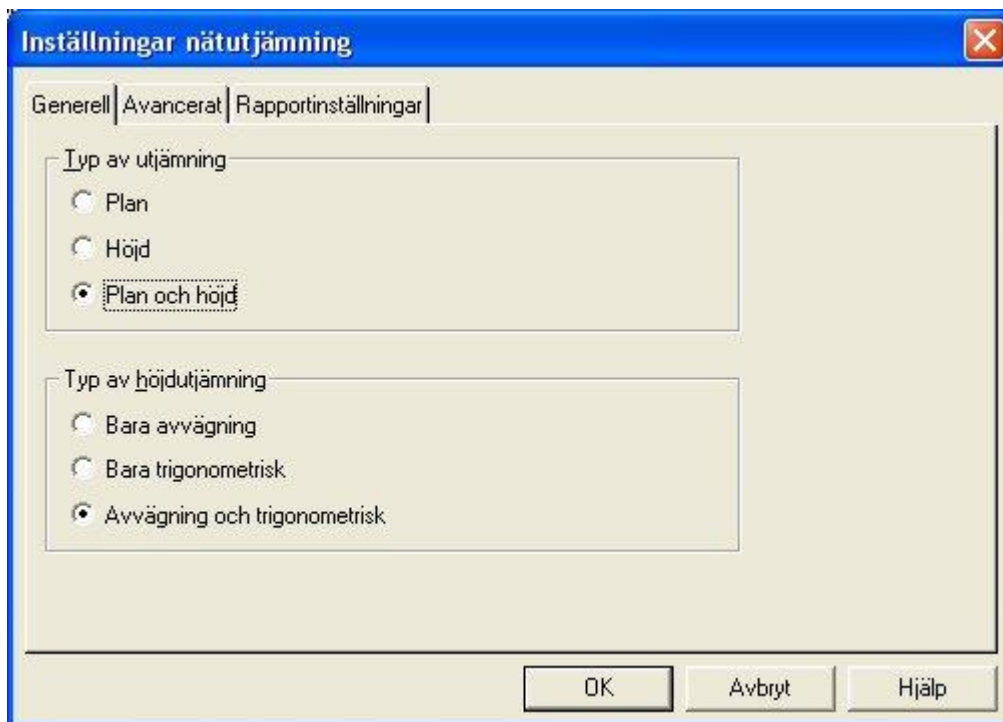 Inställningar nätutjämning
Generell Avancerat Rapportinställningar
Typ av utjämning
Plan
Höjd
Plan och höjd
Typ av höjdutjämning
Bara avvägning
Bara trigonometrisk
Avvägning och trigonometrisk
OK Avbryt Hjälp